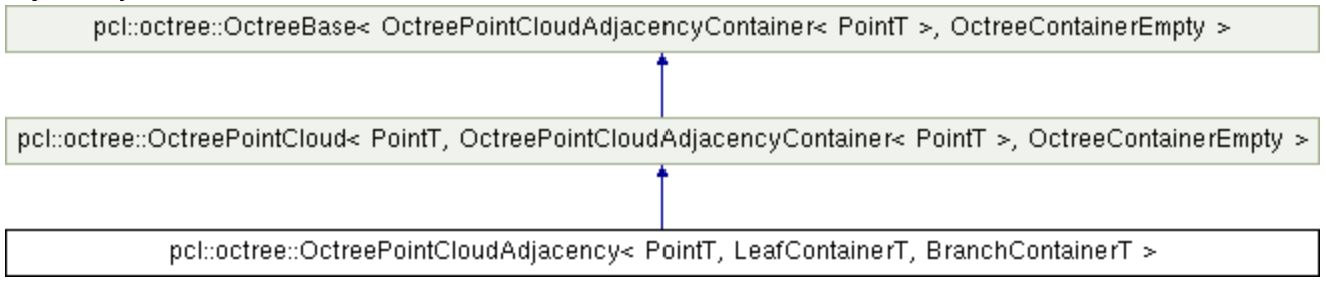 pcl::octree::OctreeBase< OctreePointCloudAdjacencyContainer< PointT >, OctreeContainerEmpty >
pcl::octree::OctreePointCloud< PointT, OctreePointCloudAdjacencyContainer< PointT >, OctreeContainerEmpty >
pcl::octree::OctreePointCloudAdjacency< PointT, LeafContainerT, BranchContainerT >